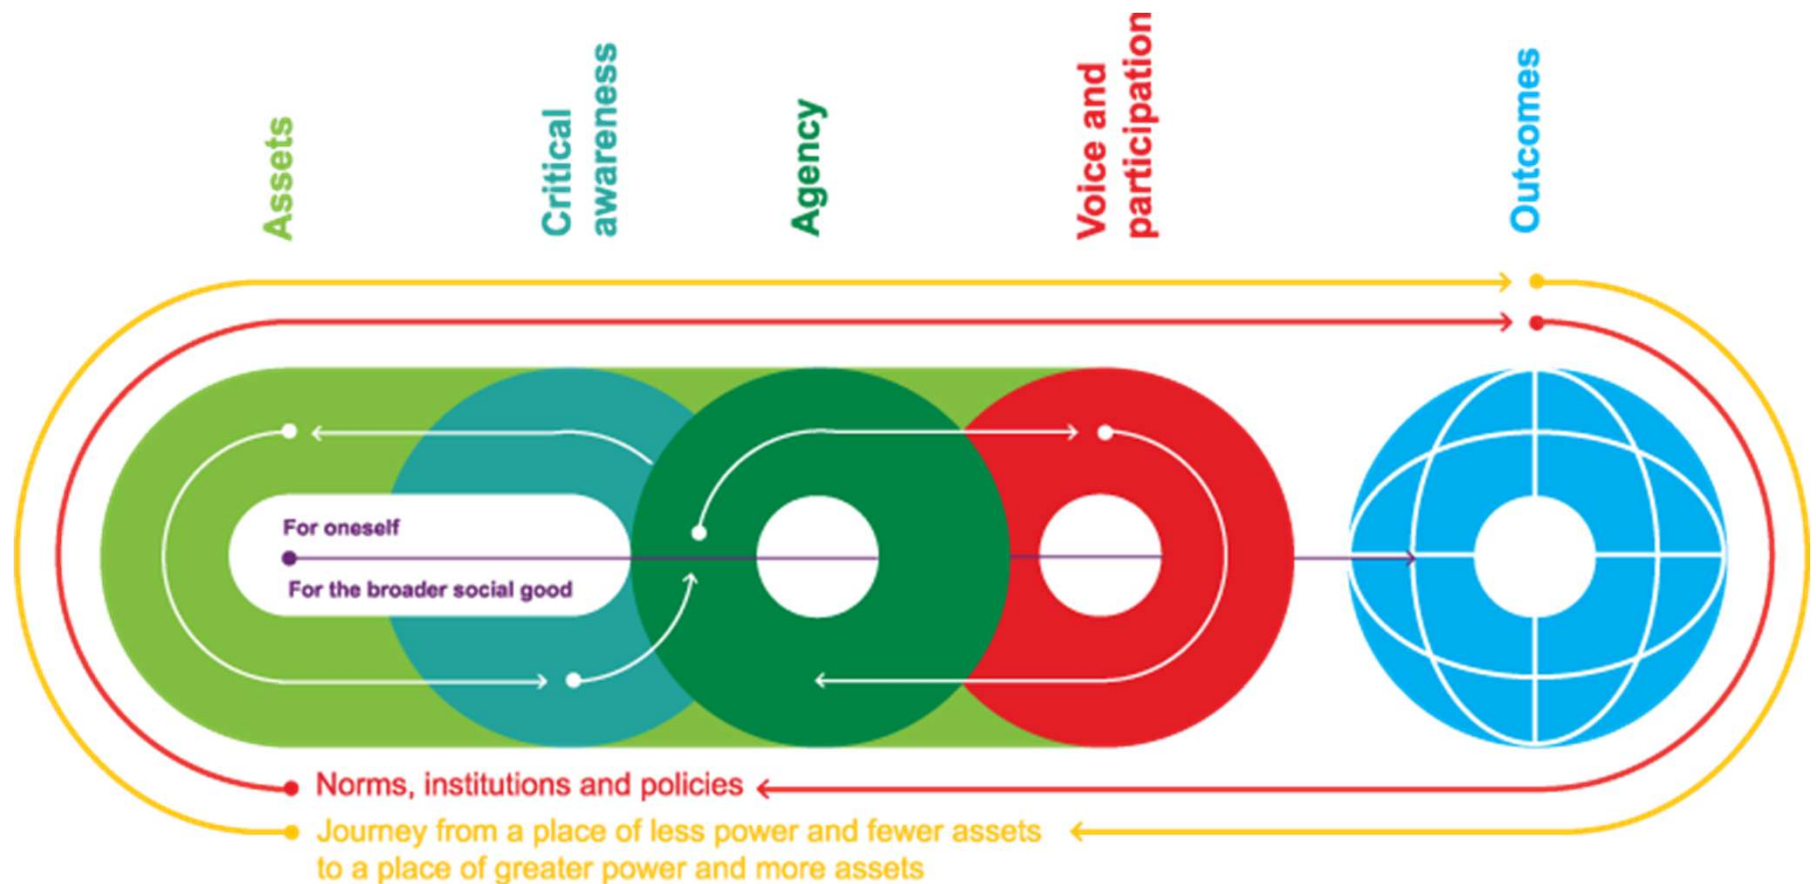 Assets
Critical
awareness
Agency
Voice and
participation
Outcomes
For oneself
For the broader social good
Norms, institutions and policies
Journey from a place of less power and fewer assets
to a place of greater power and more assets